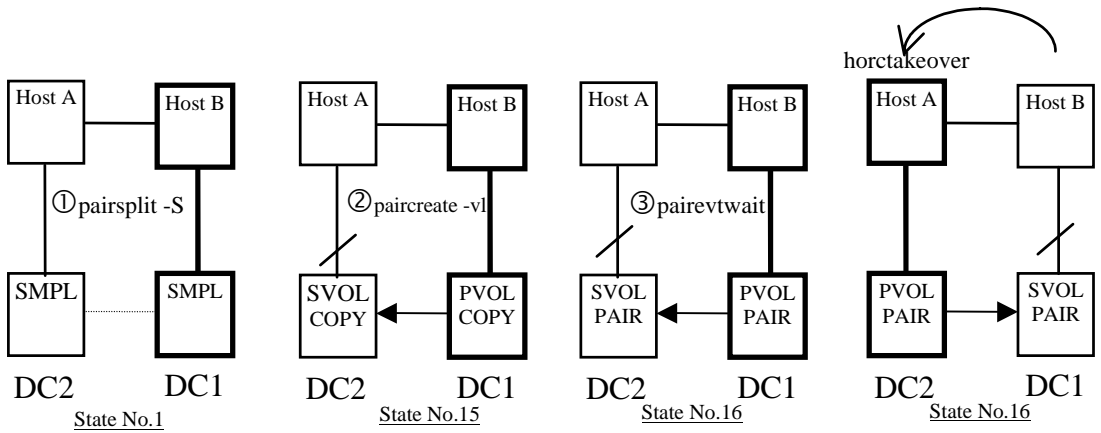 horctakeover
Host A
Host B
①pairsplit -S
SMPL
SMPL
DC2
DC1
State No.1
Host A
Host B
②paircreate -vl
SVOL
COPY
PVOL
COPY
DC2
DC1
State No.15
Host A
Host B
③pairevtwait
SVOL
PAIR
PVOL
PAIR
DC2
DC1
State No.16
Host A
Host B
PVOL
PAIR
SVOL
PAIR
DC2
DC1
State No.16